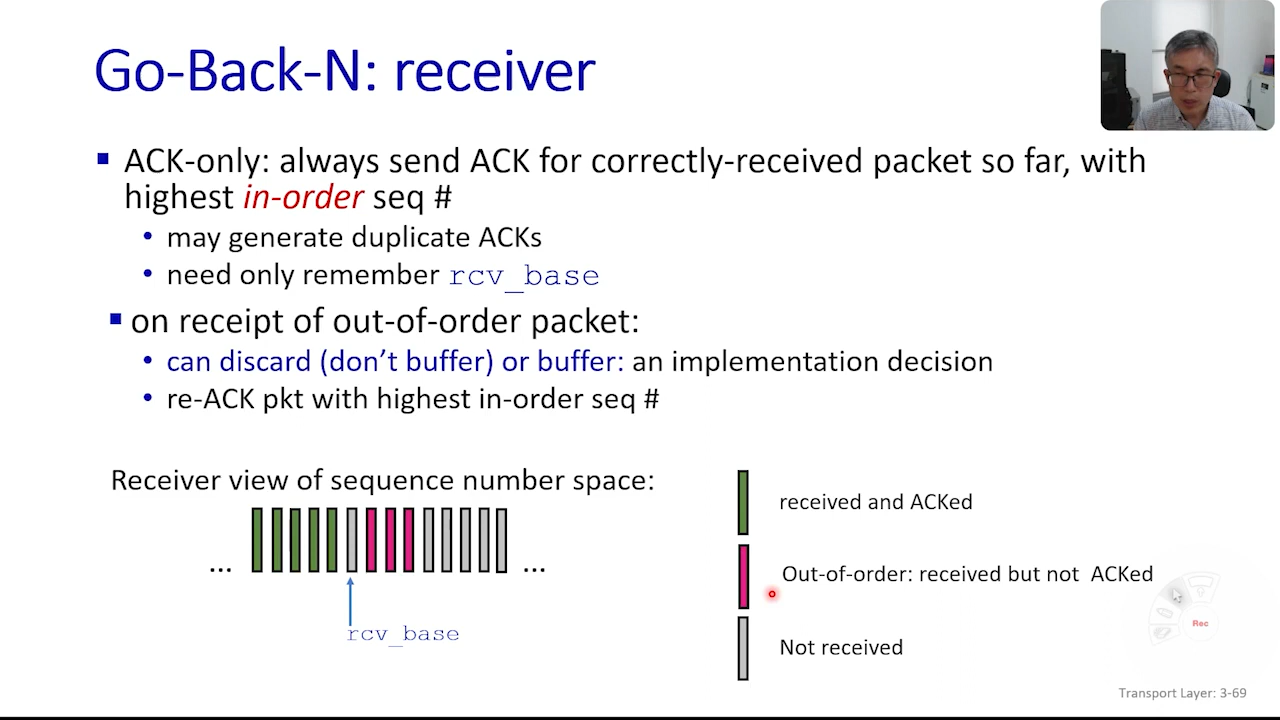 Go-Back-N: receiver
▪ ACK-only: always send ACK for correctly-received packet so far, with
highest in-order seq #
• may generate duplicate ACKs
• need only remember rcv_base
▪ on receipt of out-of-order packet:
• can discard (don’t buffer) or buffer: an implementation decision
• re-ACK pkt with highest in-order seq #
Receiver view of sequence number space:
... ...
rcv_base
received and ACKed
Out-of-order: received but not ACKed
Not received
Rec
Transport Layer: 3-69